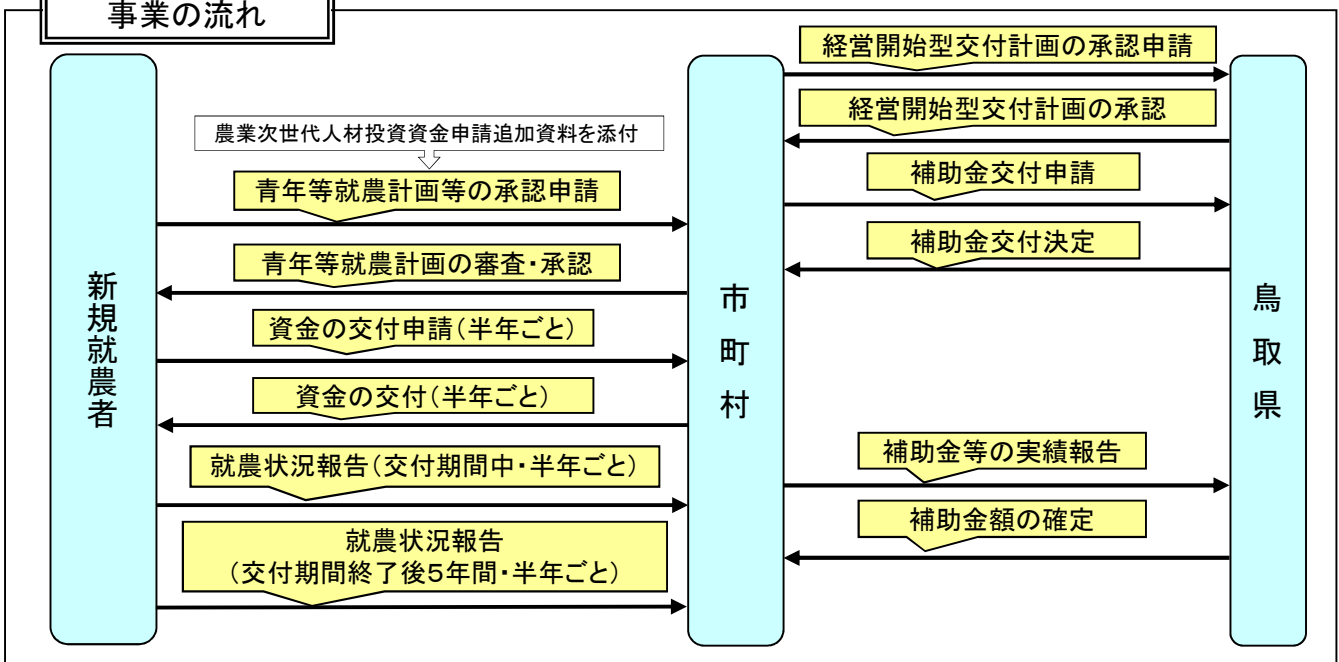 事業の流れ
新規就農者
農業次世代人材投資資金申請追加資料を添付
青年等就農計画等の承認申請
青年等就農計画の審査・承認
資金の交付申請(半年ごと)
資金の交付(半年ごと)
就農状況報告(交付期間中・半年ごと)
就農状況報告
(交付期間終了後5年間・半年ごと)
市町村
経営開始型交付計画の承認申請
経営開始型交付計画の承認
補助金交付申請
補助金交付決定
補助金等の実績報告
補助金額の確定
鳥取県